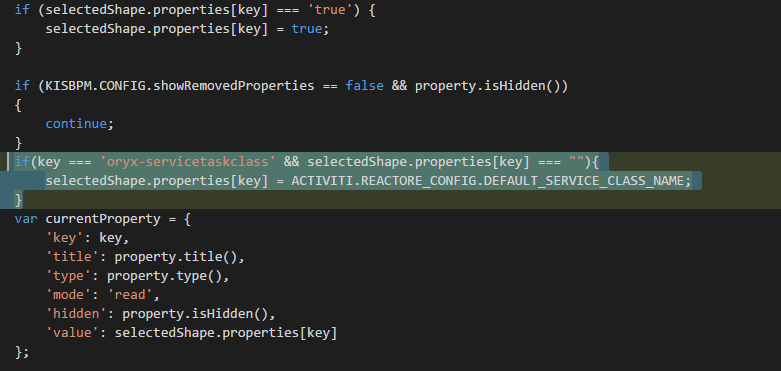 if (selectedShape.properties[key] === 'true') {
    selectedShape.properties[key] = true;
}

if (KISBPM.CONFIG.showRemovedProperties == false && property.isHidden())
{
    continue;
}
if(key === 'oryx-servicetaskclass' && selectedShape.properties[key] === ""){
    selectedShape.properties[key] = ACTIVITI.REACTORE_CONFIG.DEFAULT_SERVICE_CLASS_NAME;
}
var currentProperty = {
    'key': key,
    'title': property.title(),
    'type': property.type(),
    'mode': 'read',
    'hidden': property.isHidden(),
    'value': selectedShape.properties[key]
};